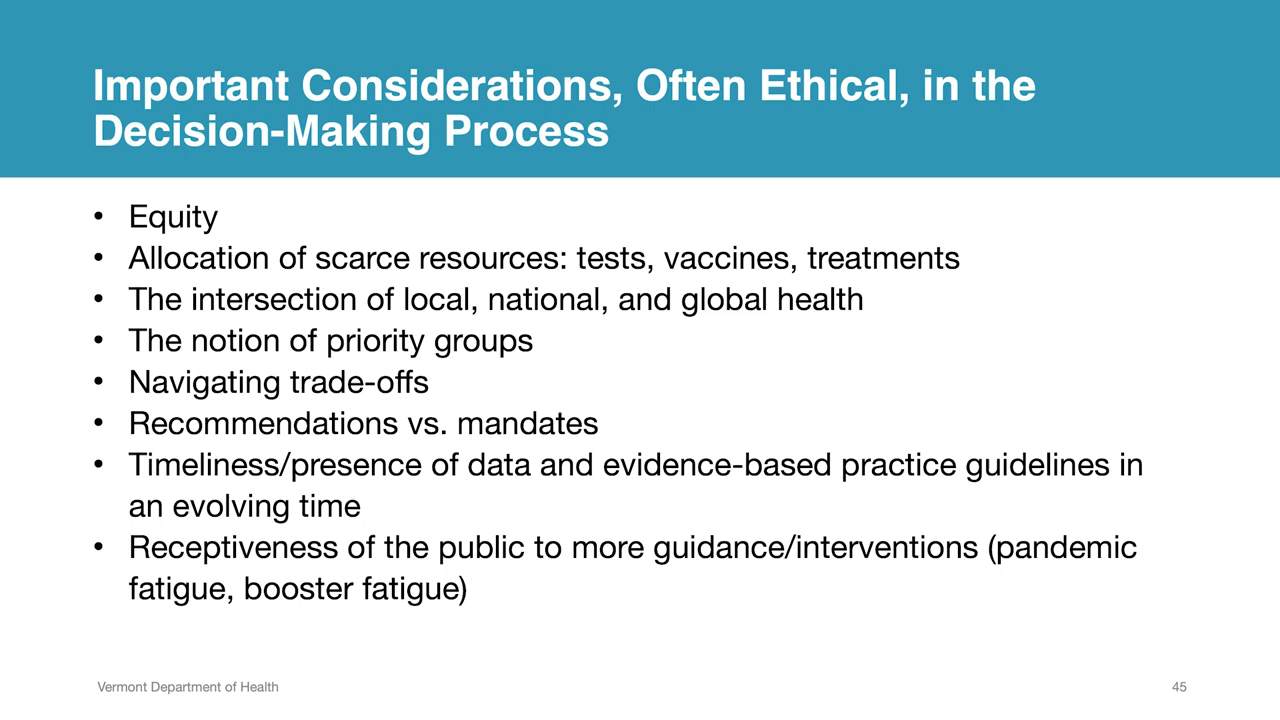 Important Considerations, Often Ethical, in the
Decision-Making Process
• Equity
• Allocation of scarce resources: tests, vaccines, treatments
• The intersection of local, national, and global health
• The notion of priority groups
• Navigating trade-offs
• Recommendations vs. mandates
• Timeliness/presence of data and evidence-based practice guidelines in
an evolving time
• Receptiveness of the public to more guidance/interventions (pandemic
fatigue, booster fatigue)
Vermont Department of Health
45